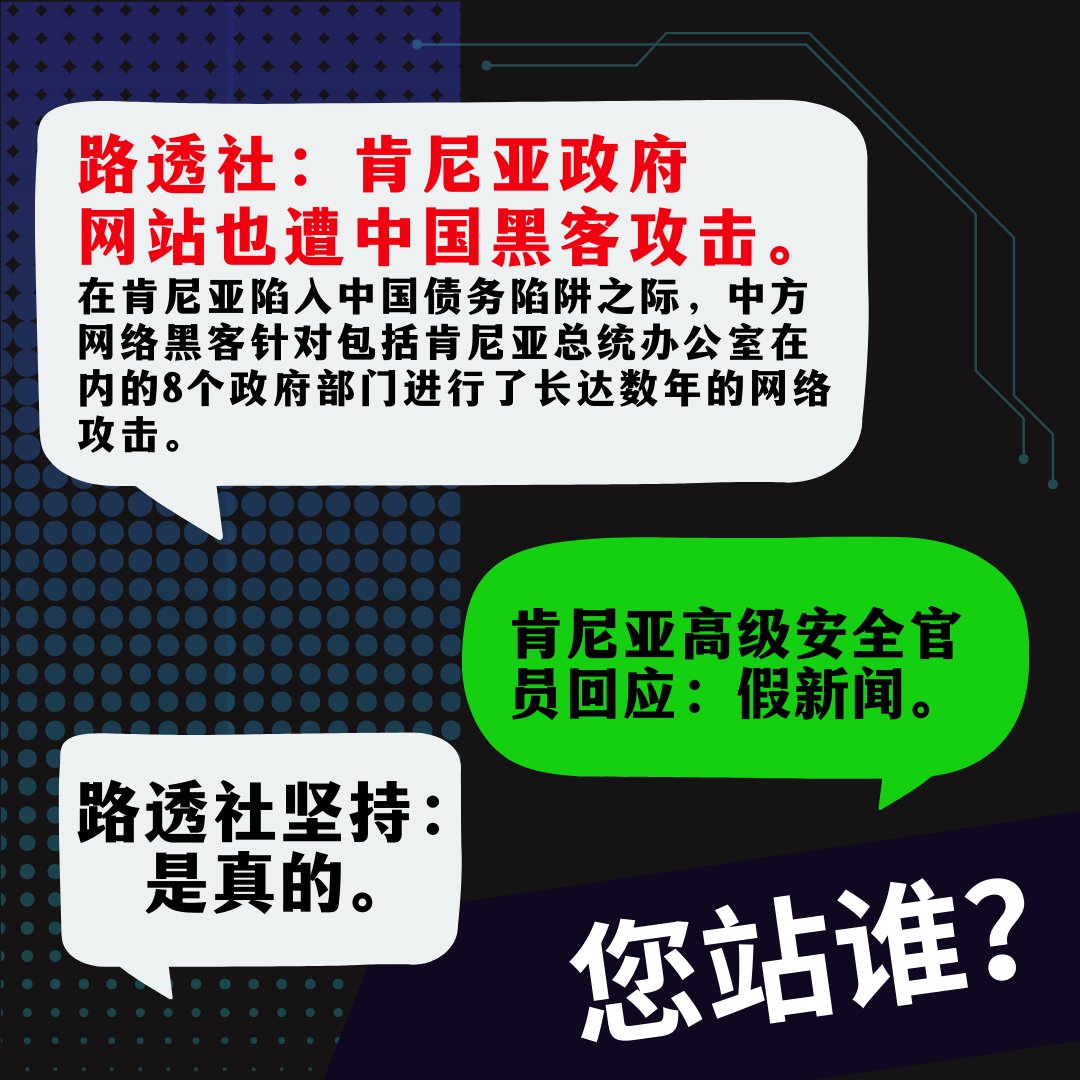 路透社：肯尼亚政府
网站也遭中国黑客攻击。
在肯尼亚陷入中国债务陷阱之际，中方
网络黑客针对包括肯尼亚总统办公室在
内的8个政府部门进行了长达数年的网络
攻击。
肯尼亚高级安全官
员回应：假新闻。
路透社坚持：
是真的。
您站谁？